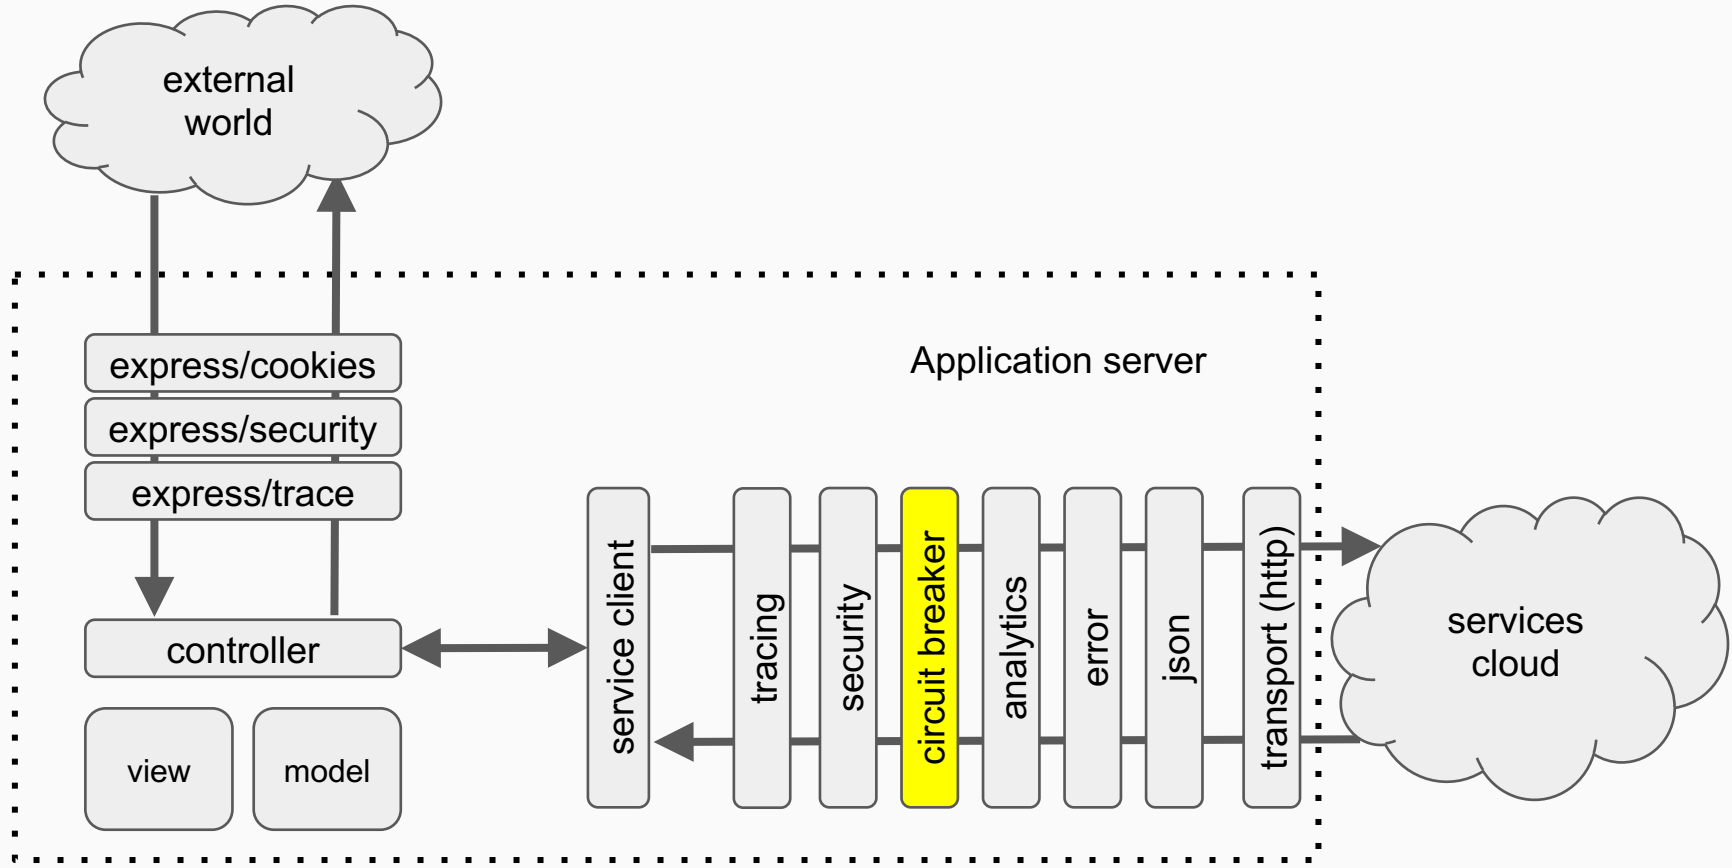 external
world
Application server
express/cookies
express/security
express/trace
controller
view
model
service client
tracing
security
circuit breaker
analytics
error
json
transport (http)
services
cloud